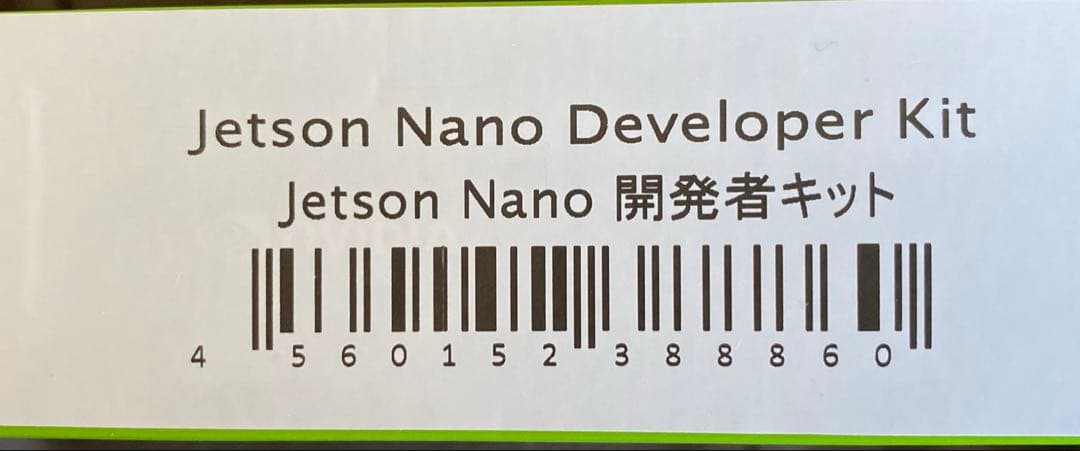 Jetson Nano Developer Kit
Jetson Nano 開発者キット
4 560152 388860